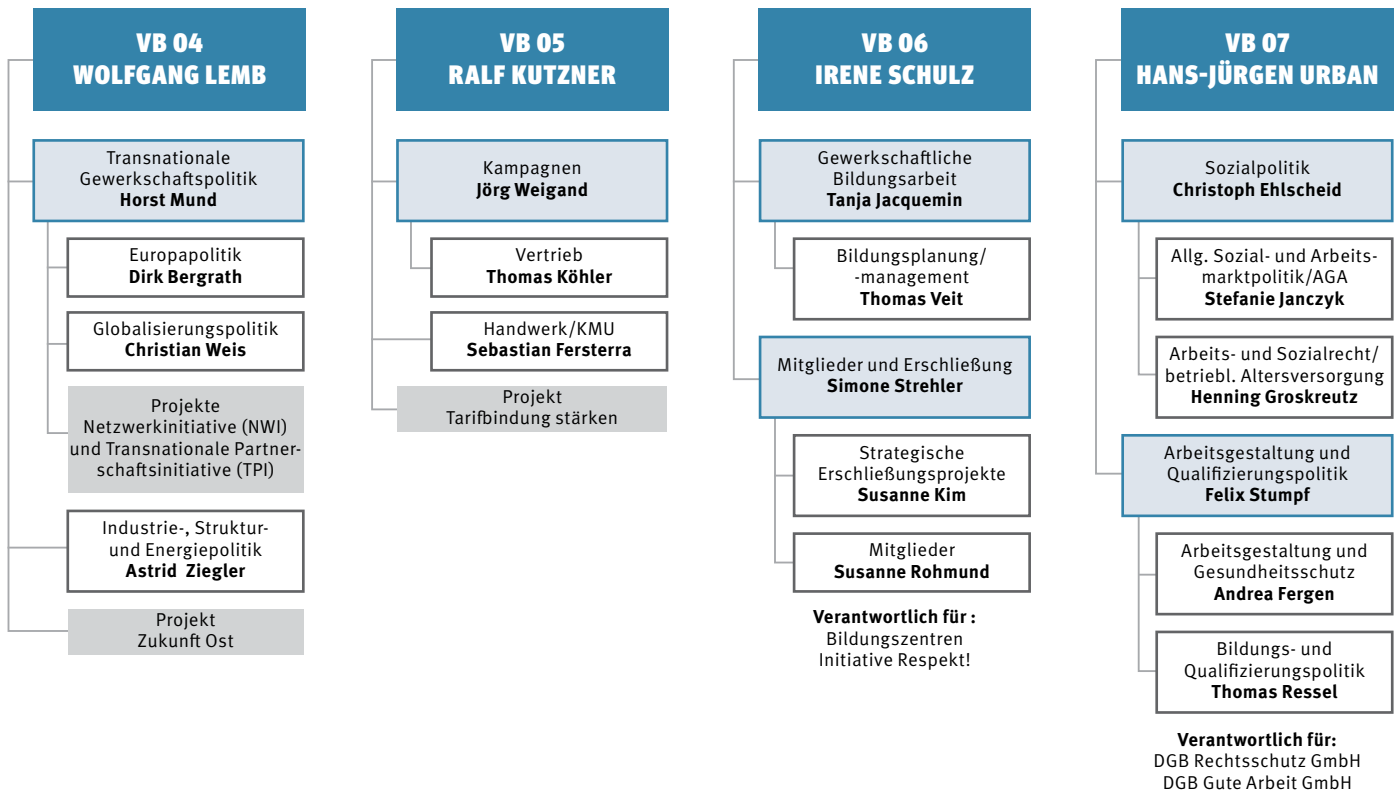 VB 04
WOLFGANG LEMB
Transnationale
Gewerkschaftspolitik
Horst Mund
Europapolitik
Dirk Bergrath
Globalisierungspolitik
Christian Weis
Projekte
Netzwerkinitiative (NWI)
und Transnationale Partner-
schaftsinitiative (TPI)
Industrie-, Struktur-
und Energiepolitik
Astrid Ziegler
Projekt
Zukunft Ost
VB 05
RALF KUTZNER
Kampagnen
Jörg Weigand
Vertrieb
Thomas Köhler
Handwerk/KMU
Sebastian Fersterra
Projekt
Tarifbindung stärken
VB 06
IRENE SCHULZ
Gewerkschaftliche
Bildungsarbeit
Tanja Jacquemin
Bildungsplanung/
-management
Thomas Veit
Mitglieder und Erschließung
Simone Strehler
Strategische
Erschließungsprojekte
Susanne Kim
Mitglieder
Susanne Rohmund
Verantwortlich für :
Bildungszentren
Initiative Respekt!
VB 07
HANS-JÜRGEN URBAN
Sozialpolitik
Christoph Ehlscheid
Allg. Sozial- und Arbeits-
marktpolitik/AGA
Stefanie Janczyk
Arbeits- und Sozialrecht/
betriebl. Altersversorgung
Henning Groskreutz
Arbeitsgestaltung und
Qualifizierungspolitik
Felix Stumpf
Arbeitsgestaltung und
Gesundheitsschutz
Andrea Fergen
Bildungs- und
Qualifizierungspolitik
Thomas Ressel
Verantwortlich für:
DGB Rechtsschutz GmbH
DGB Gute Arbeit GmbH